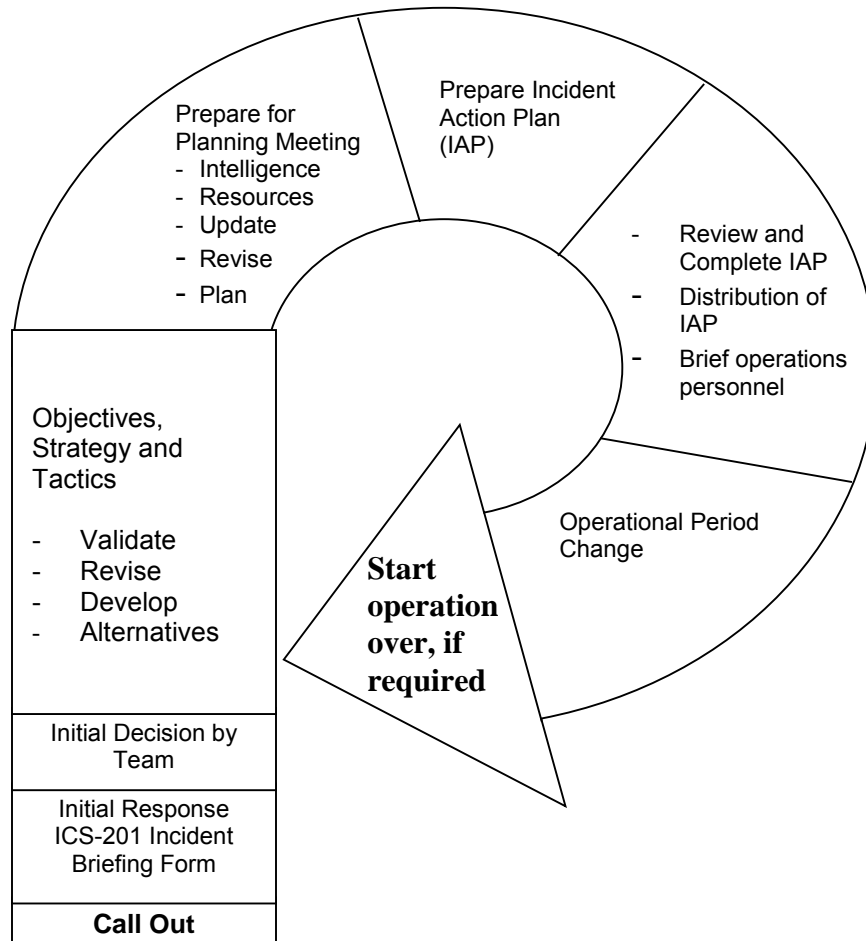 Prepare for
Planning Meeting
- Intelligence
- Resources
- Update
- Revise
- Plan
Prepare Incident
Action Plan
(IAP)
- Review and
Complete IAP
- Distribution of
IAP
- Brief operations
personnel
Operational Period
Change
Start
operation
over, if
required
Objectives,
Strategy and
Tactics
- Validate
- Revise
- Develop
- Alternatives
Initial Decision by
Team
Initial Response
ICS-201 Incident
Briefing Form
Call Out